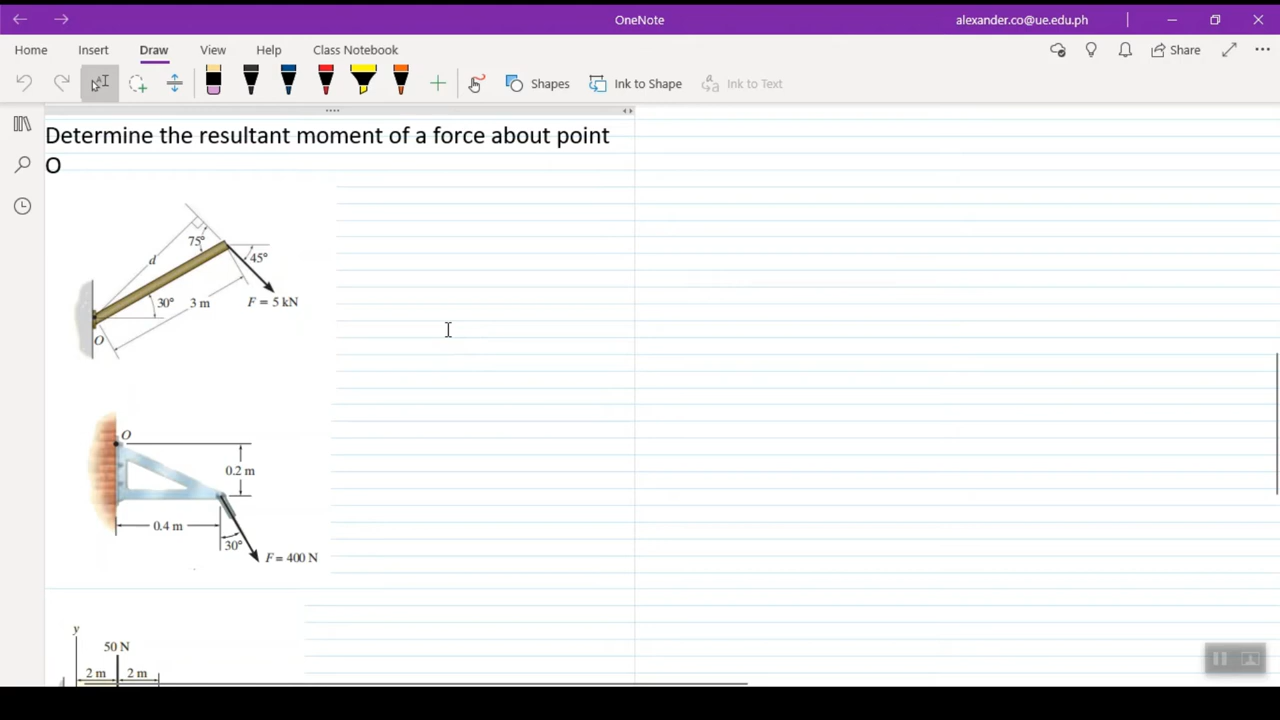 OneNote
alexander.co@ue.edu.ph
Home Insert Draw View Help Class Notebook
Share
Shapes
Ink to Shape
Ink to Text
Determine the resultant moment of a force about point
O
75°
d
45°
30°
3 m
F = 5 kN
O
O
0.2 m
0.4 m
30°
F = 400 N
y
50 N
2 m
2 m